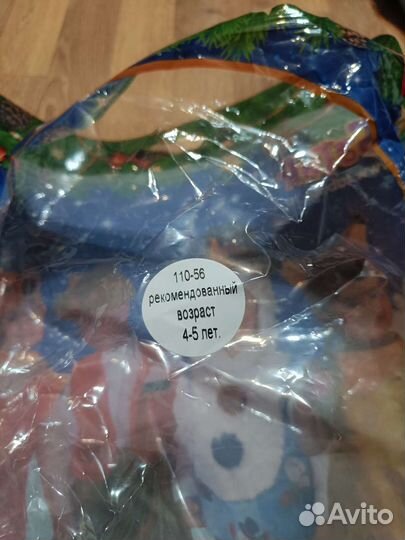 110-56
рекомендованный
возраст
4-5 лет.
Avito